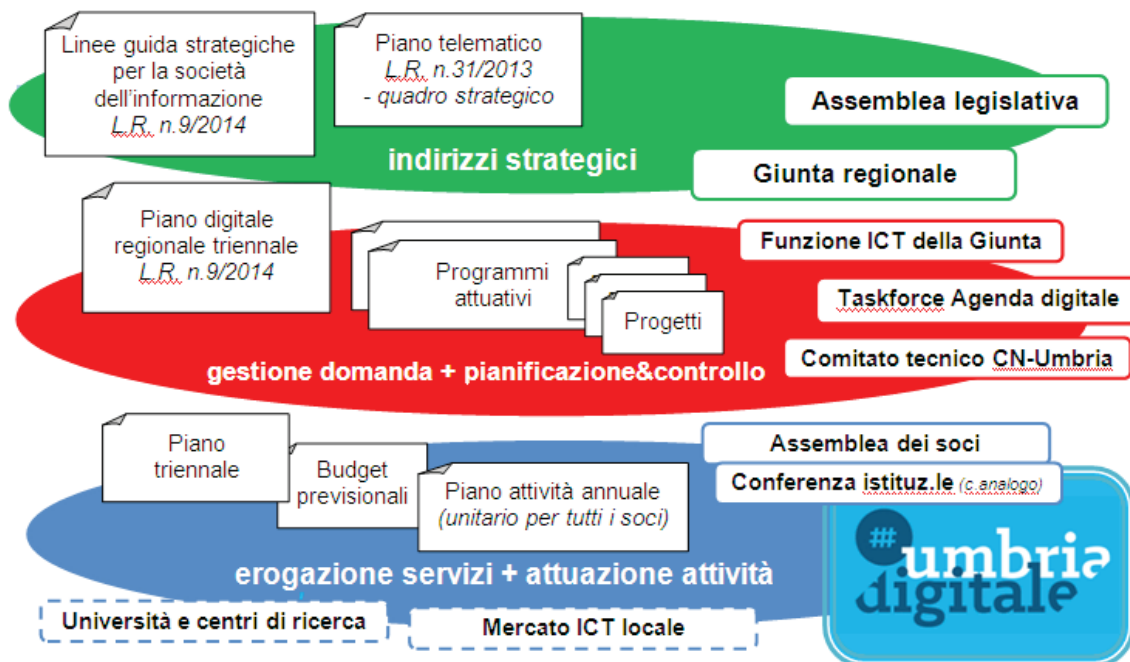 Linee guida strategiche
per la società
dell'informazione
L.R. n.9/2014
Piano telematico
L.R. n.31/2013
- quadro strategico
Assemblea legislativa
indirizzi strategici
Giunta regionale
Piano digitale
regionale triennale
L.R. n.9/2014
Programmi
attuativi
Progetti
Funzione ICT della Giunta
Taskforce Agenda digitale
Comitato tecnico CN-Umbria
gestione domanda + pianificazione&controllo
Piano
triennale
Budget
previsionali
Piano attività annuale
(unitario per tutti i soci)
Assemblea dei soci
Conferenza istituz.le (c.analogo)
erogazione servizi + attuazione attività
Università e centri di ricerca
Mercato ICT locale
#umbria
digitale